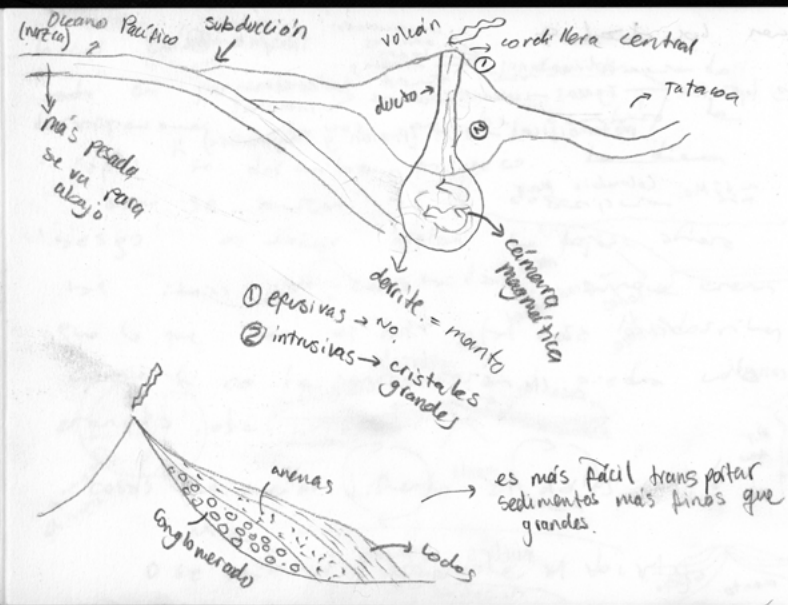 Oceano Pacífico
(nazca)
subducción
volcán
cordillera central
①
ducto
②
Tatacoa
más pesada
se va para
abajo
cámara
magmática
derrite = manto
① efusivas → No.
② intrusivas → cristales
grandes
arenas
conglomerado
Lodos
es más fácil transportar
sedimentos más finos que
grandes